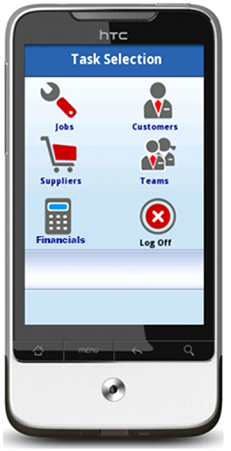 hTC
Task Selection
Jobs
Customers
Suppliers
Teams
Financials
Log Off
MENU